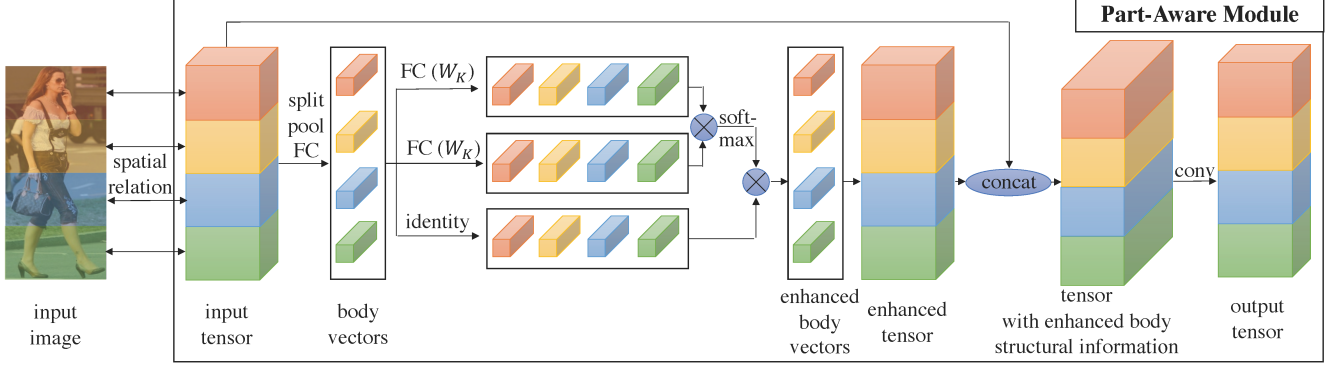 Part-Aware Module
spatial
relation
split
pool
FC
FC (W_K)
FC (W_K)
identity
soft-
max
concat
conv
input
image
input
tensor
body
vectors
enhanced
body
vectors
enhanced
tensor
tensor
with enhanced body
structural information
output
tensor